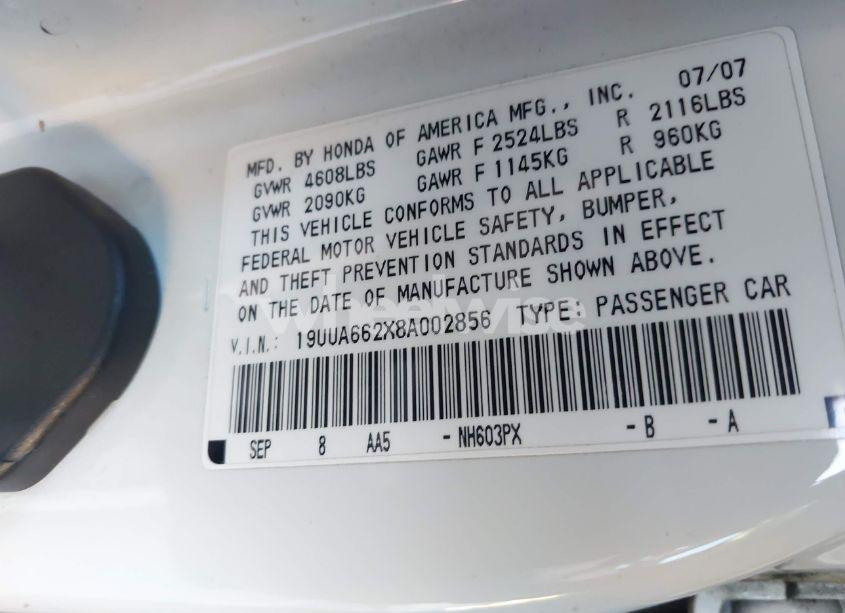 MFD. BY HONDA OF AMERICA MFG., INC. 07/07
GVWR 4608LBS GAWR F 2524LBS R 2116LBS
GVWR 2090KG GAWR F 1145KG R 960KG
THIS VEHICLE CONFORMS TO ALL APPLICABLE
FEDERAL MOTOR VEHICLE SAFETY, BUMPER,
AND THEFT PREVENTION STANDARDS IN EFFECT
ON THE DATE OF MANUFACTURE SHOWN ABOVE.
wheelwise
V.I.N.: 19UUA662X8A002856 TYPE: PASSENGER CAR
SEP 8 AA5 - NH603PX - B - A